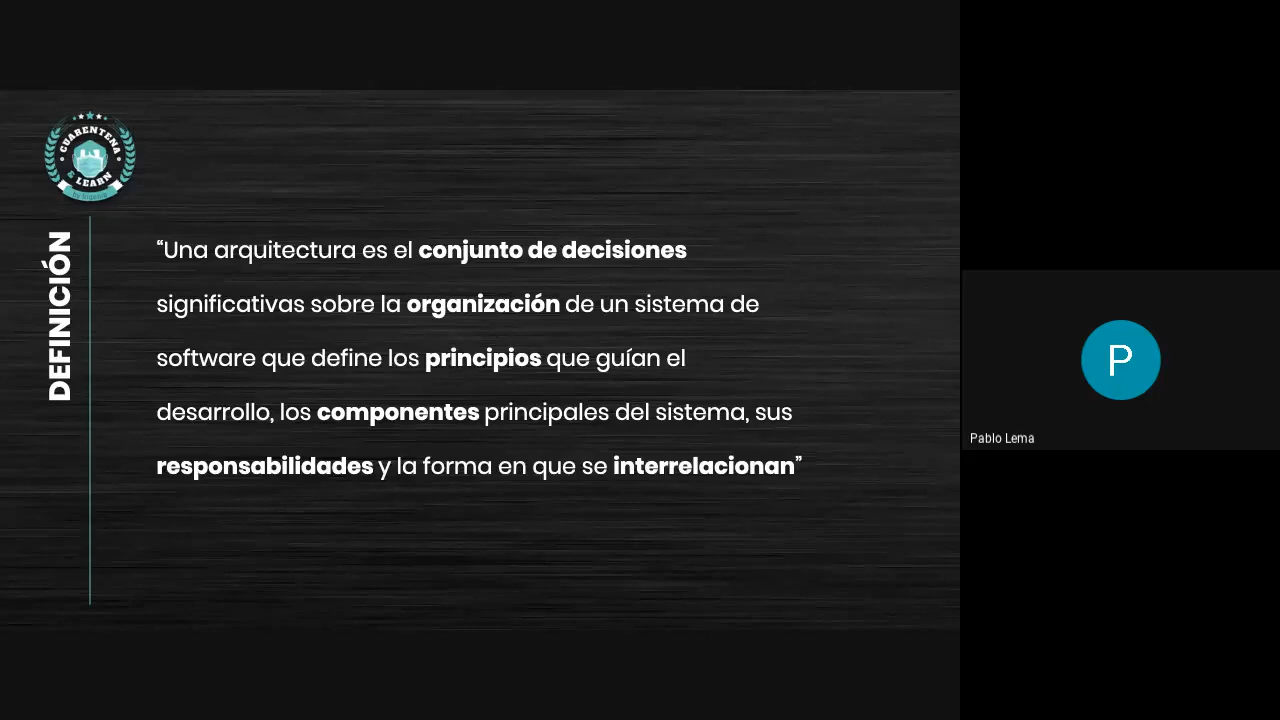 CUARENTENA
& LEARN
by Ingenia
DEFINICIÓN
“Una arquitectura es el conjunto de decisiones
significativas sobre la organización de un sistema de
software que define los principios que guían el
desarrollo, los componentes principales del sistema, sus
responsabilidades y la forma en que se interrelacionan”
P
Pablo Lema